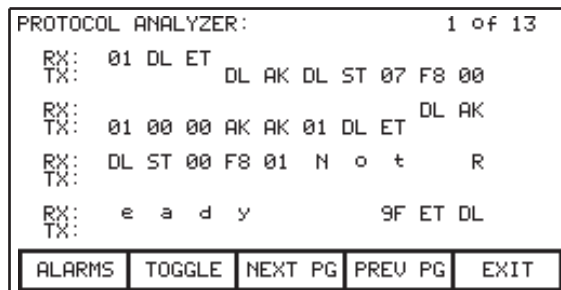 PROTOCOL ANALYZER: 1 of 13
RX: 01 DL ET
TX: DL AK DL ST 07 F8 00
RX: DL AK
TX: 01 00 00 AK AK 01 DL ET
RX: DL ST 00 F8 01 N o t R
TX:
RX: e a d y 9F ET DL
TX:
ALARMS TOGGLE NEXT PG PREV PG EXIT